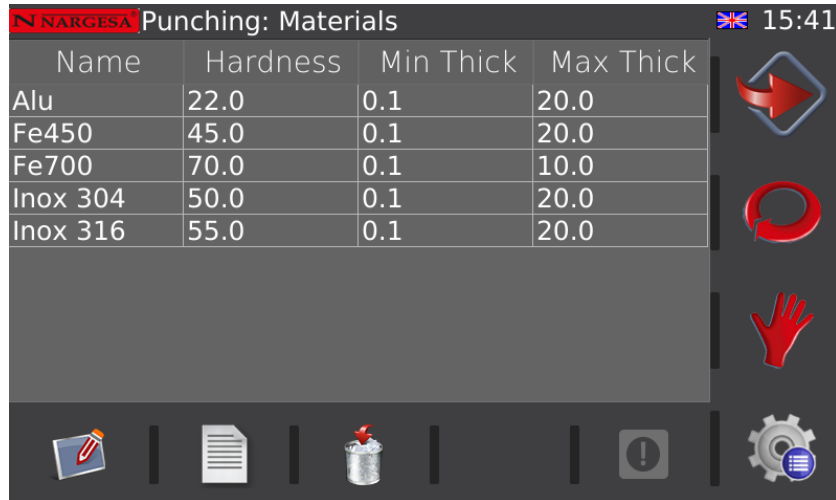 N NARGESA Punching: Materials 15:41
Name Hardness Min Thick Max Thick
Alu 22.0 0.1 20.0
Fe450 45.0 0.1 20.0
Fe700 70.0 0.1 10.0
Inox 304 50.0 0.1 20.0
Inox 316 55.0 0.1 20.0